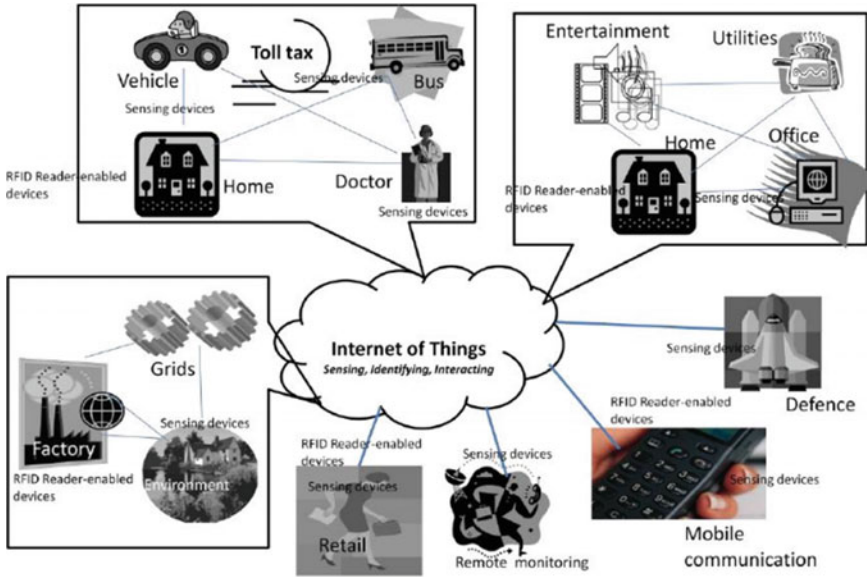 Toll tax
Vehicle
Sensing devices
Bus
Sensing devices
RFID Reader-enabled
devices
Home
Doctor
Sensing devices
Entertainment
Utilities
Home
Office
RFID Reader-enabled
devices
Sensing devices
Grids
Sensing devices
Factory
Environment
RFID Reader-enabled
devices
Internet of Things
Sensing, Identifying, Interacting
Sensing devices
Defence
RFID Reader-enabled
devices
Sensing devices
Mobile
communication
RFID Reader-enabled
devices
Sensing devices
Retail
Sensing devices
Remote monitoring